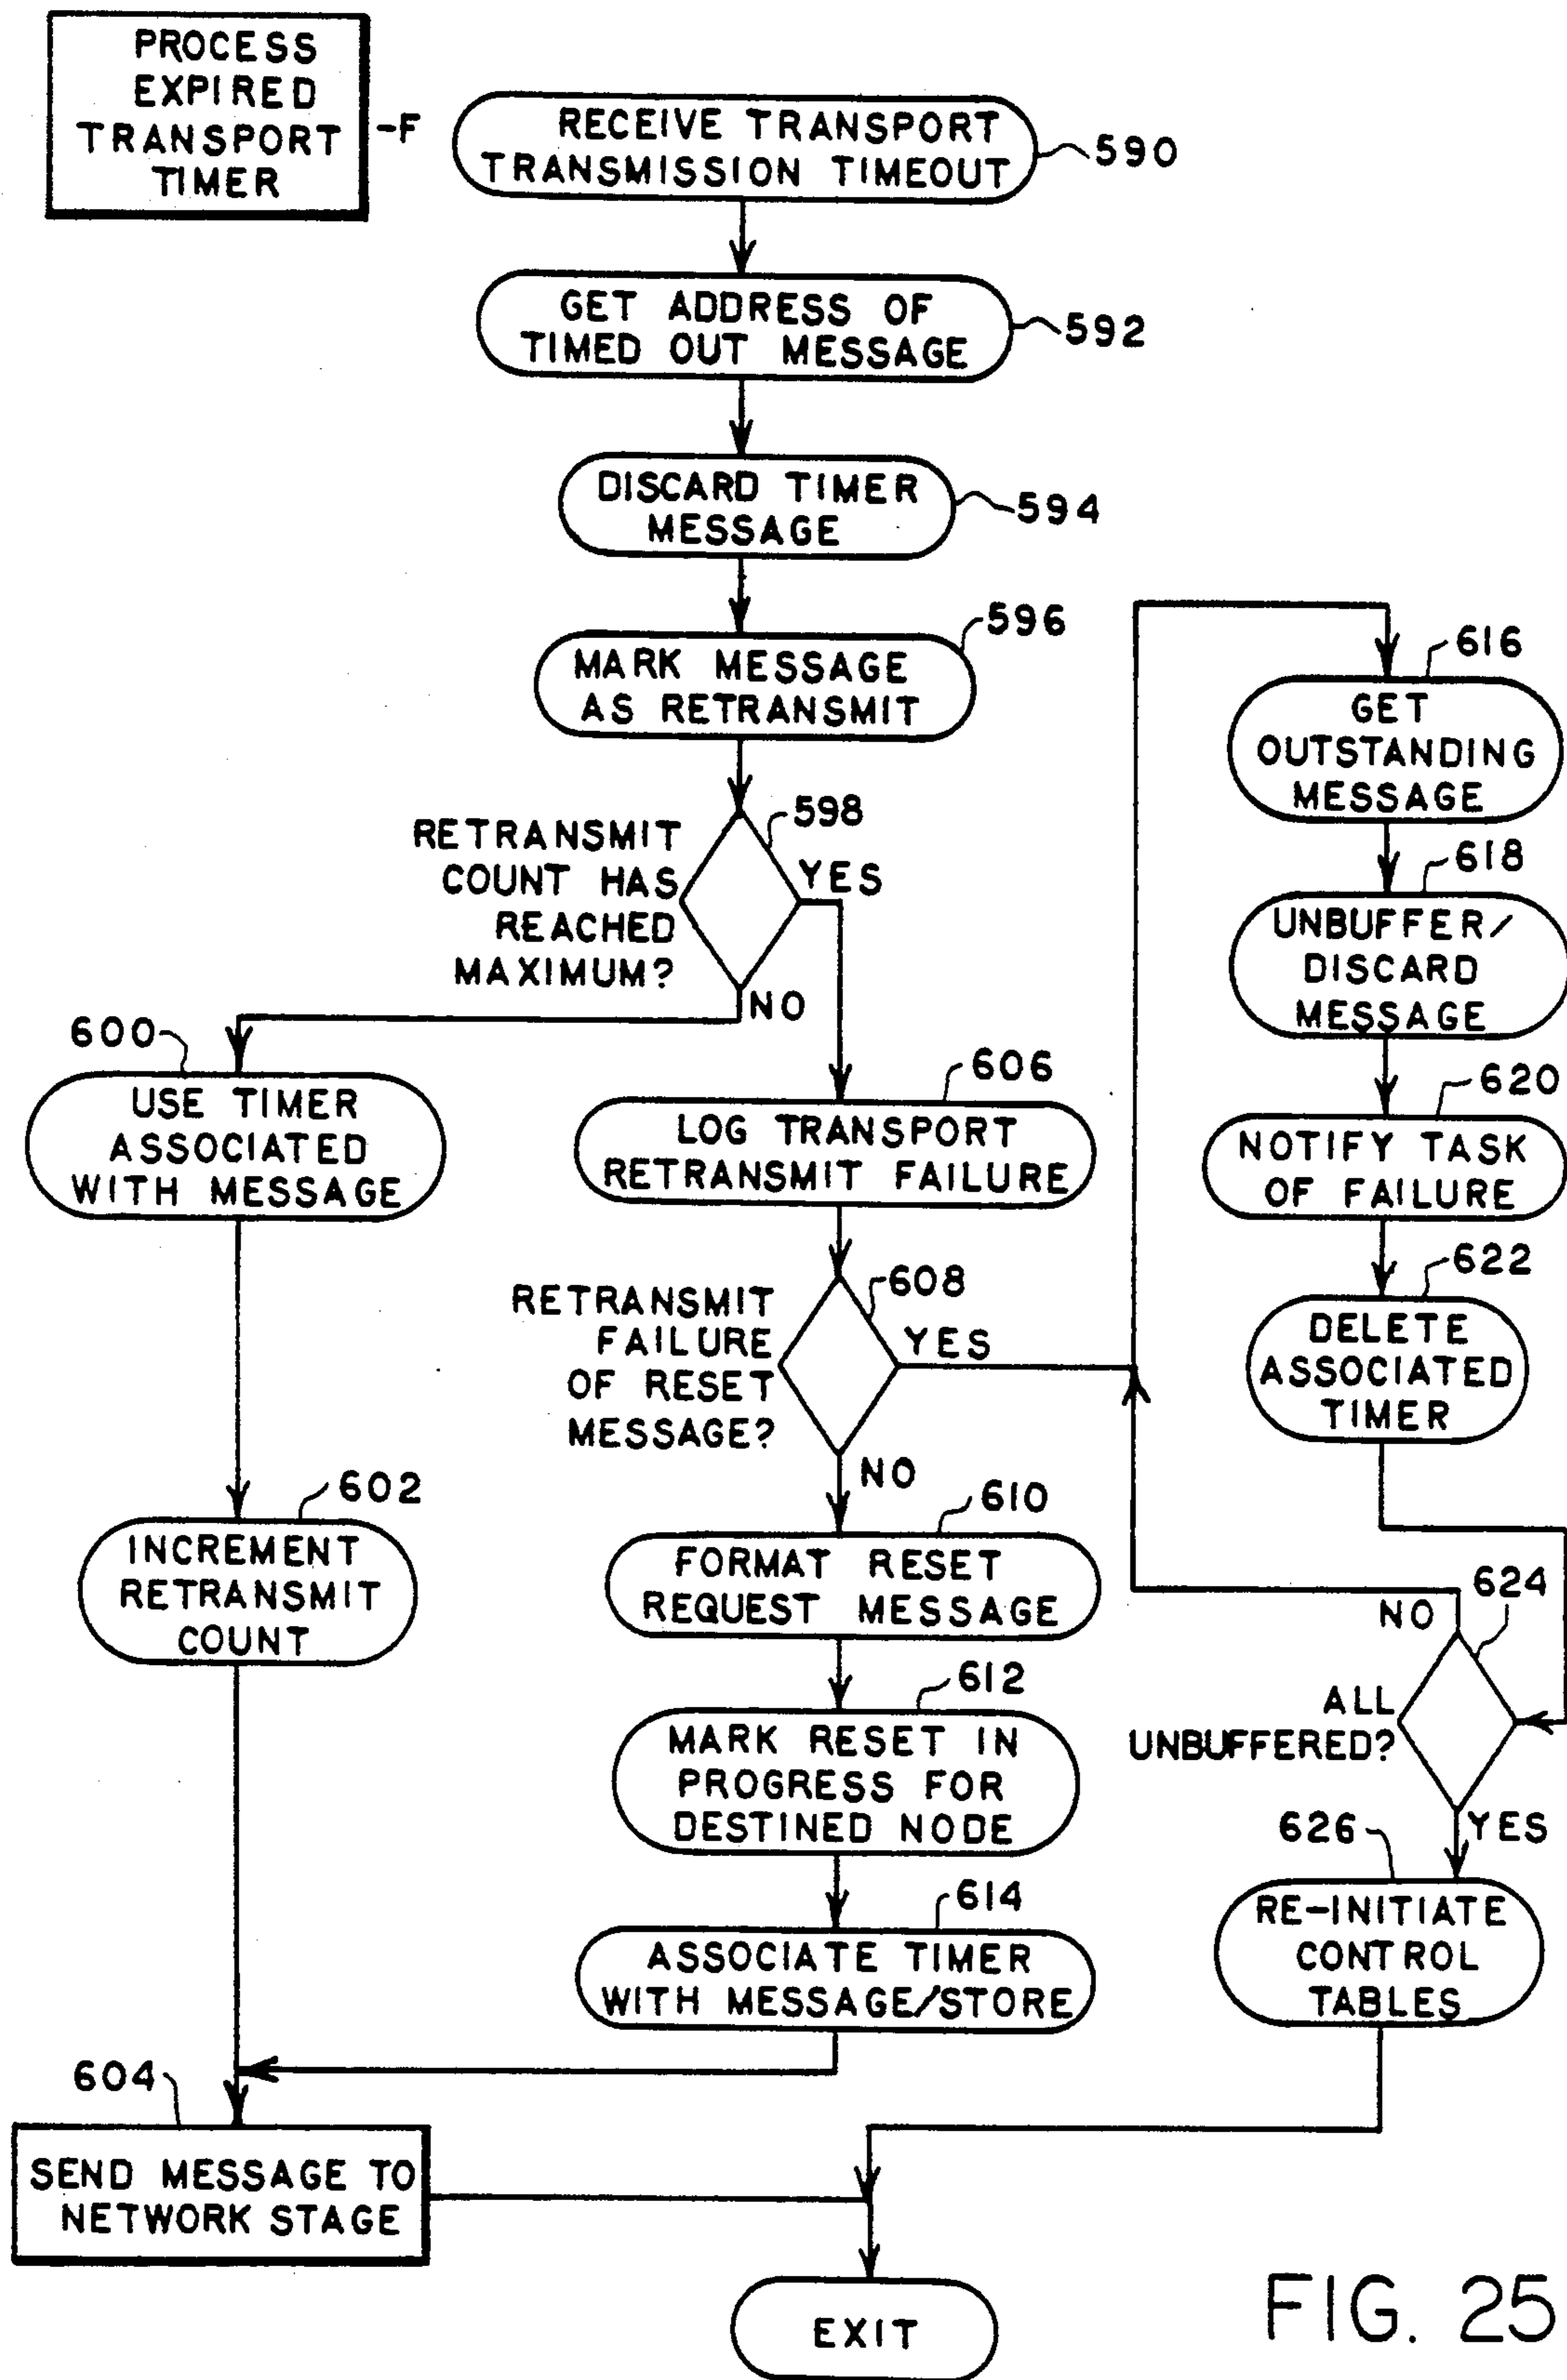 PROCESS
EXPIRED
TRANSPORT
TIMER
-F
RECEIVE TRANSPORT
TRANSMISSION TIMEOUT
590
GET ADDRESS OF
TIMED OUT MESSAGE
592
DISCARD TIMER
MESSAGE
594
596
MARK MESSAGE
AS RETRANSMIT
598
RETRANSMIT
COUNT HAS
REACHED
MAXIMUM?
YES
NO
600
USE TIMER
ASSOCIATED
WITH MESSAGE
602
INCREMENT
RETRANSMIT
COUNT
604
SEND MESSAGE TO
NETWORK STAGE
606
LOG TRANSPORT
RETRANSMIT FAILURE
608
RETRANSMIT
FAILURE
OF RESET
MESSAGE?
YES
NO
610
FORMAT RESET
REQUEST MESSAGE
612
MARK RESET IN
PROGRESS FOR
DESTINED NODE
614
ASSOCIATE TIMER
WITH MESSAGE/STORE
616
GET
OUTSTANDING
MESSAGE
618
UNBUFFER/
DISCARD
MESSAGE
620
NOTIFY TASK
OF FAILURE
622
DELETE
ASSOCIATED
TIMER
624
NO
ALL
UNBUFFERED?
YES
626
RE-INITIATE
CONTROL
TABLES
EXIT
FIG. 25